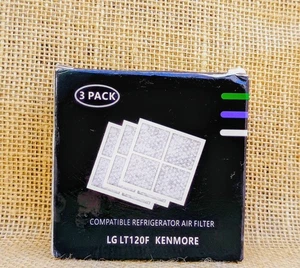 3 PACK
COMPATIBLE REFRIGERATOR AIR FILTER
LG LT120F KENMORE